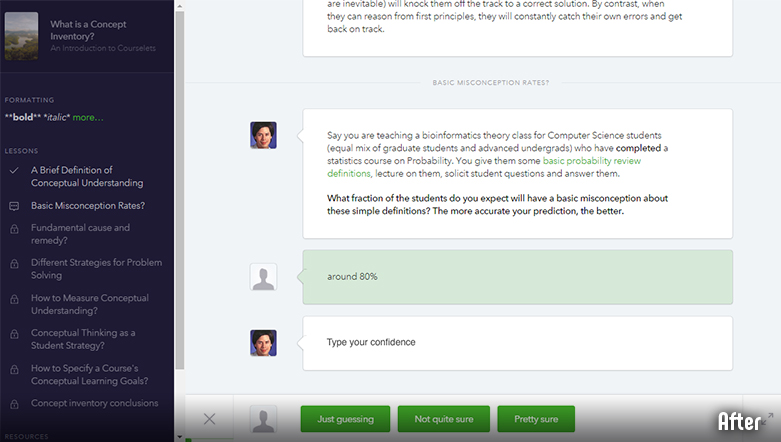 What is a Concept
Inventory?
An Introduction to Courselets
FORMATTING
**bold** *italic* more...
LESSONS
A Brief Definition of
Conceptual Understanding
Basic Misconception Rates?
Fundamental cause and
remedy?
Different Strategies for Problem
Solving
How to Measure Conceptual
Understanding?
Conceptual Thinking as a
Student Strategy?
How to Specify a Course's
Conceptual Learning Goals?
Concept inventory conclusions
RESOURCES
are inevitable) will knock them off the track to a correct solution. By contrast, when
they can reason from first principles, they will constantly catch their own errors and get
back on track.
BASIC MISCONCEPTION RATES?
Say you are teaching a bioinformatics theory class for Computer Science students
(equal mix of graduate students and advanced undergrads) who have completed a
statistics course on Probability. You give them some basic probability review
definitions, lecture on them, solicit student questions and answer them.
What fraction of the students do you expect will have a basic misconception about
these simple definitions? The more accurate your prediction, the better.
around 80%
Type your confidence
Just guessing
Not quite sure
Pretty sure
After